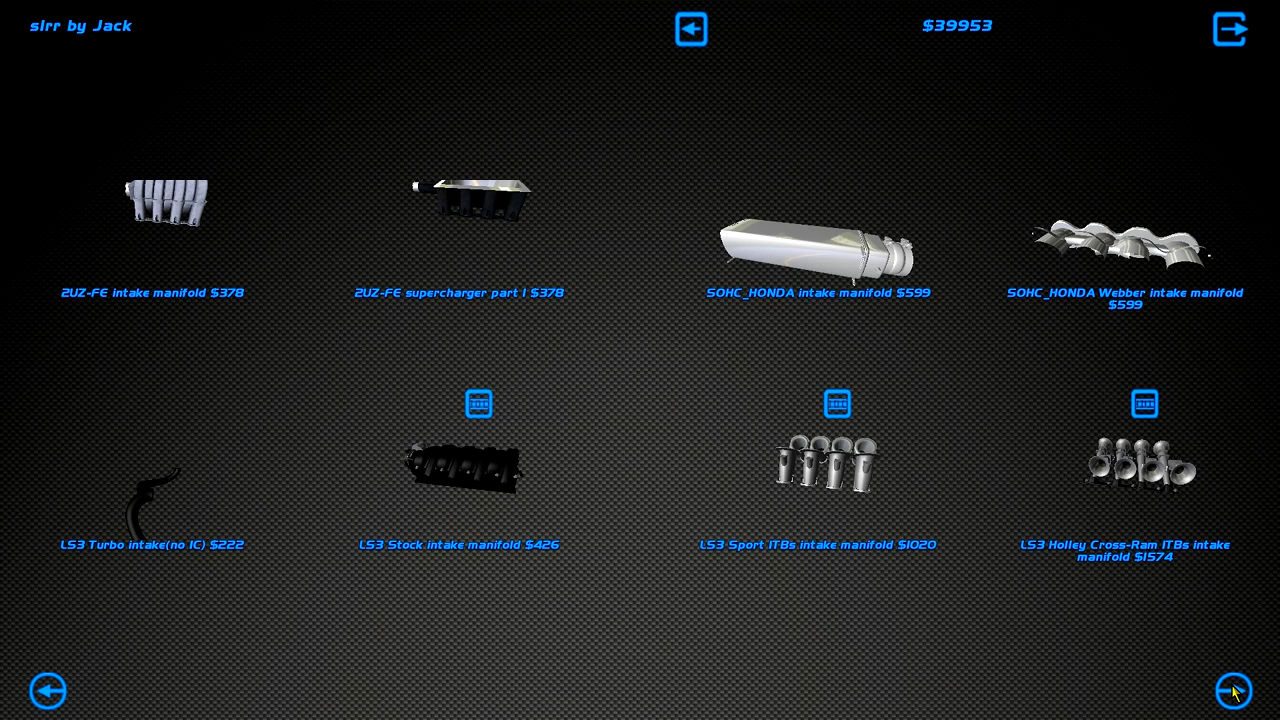 slrr by Jack
$39953
2UZ-FE intake manifold $378
2UZ-FE supercharger part 1 $378
SOHC_HONDA intake manifold $599
SOHC_HONDA Webber intake manifold
$599
LS3 Turbo intake(no IC) $222
LS3 Stock intake manifold $426
LS3 Sport ITBs intake manifold $1020
LS3 Holley Cross-Ram ITBs intake
manifold $1574